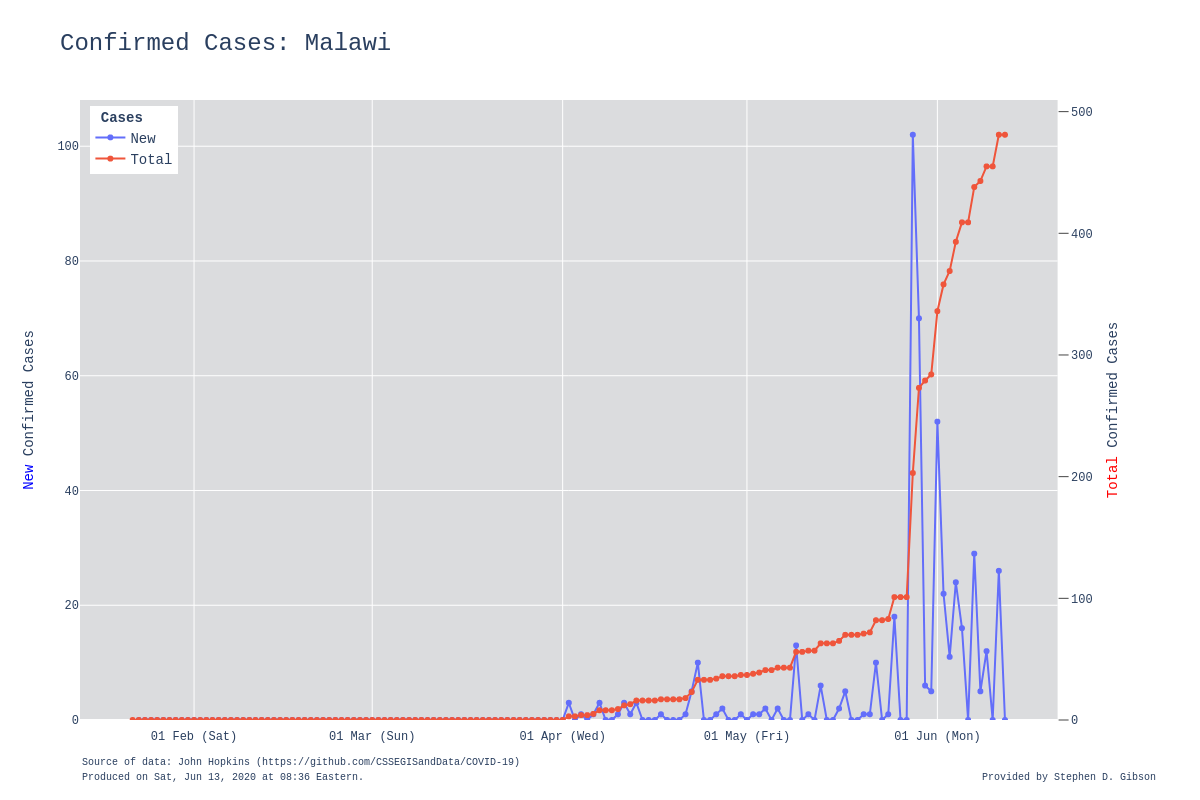 Confirmed Cases: Malawi
Cases
New
Total
100
80
60
40
20
0
500
400
300
200
100
0
New Confirmed Cases
Total Confirmed Cases
01 Feb (Sat)
01 Mar (Sun)
01 Apr (Wed)
01 May (Fri)
01 Jun (Mon)
Source of data: John Hopkins (https://github.com/CSSEGISandData/COVID-19)
Produced on Sat, Jun 13, 2020 at 08:36 Eastern.
Provided by Stephen D. Gibson